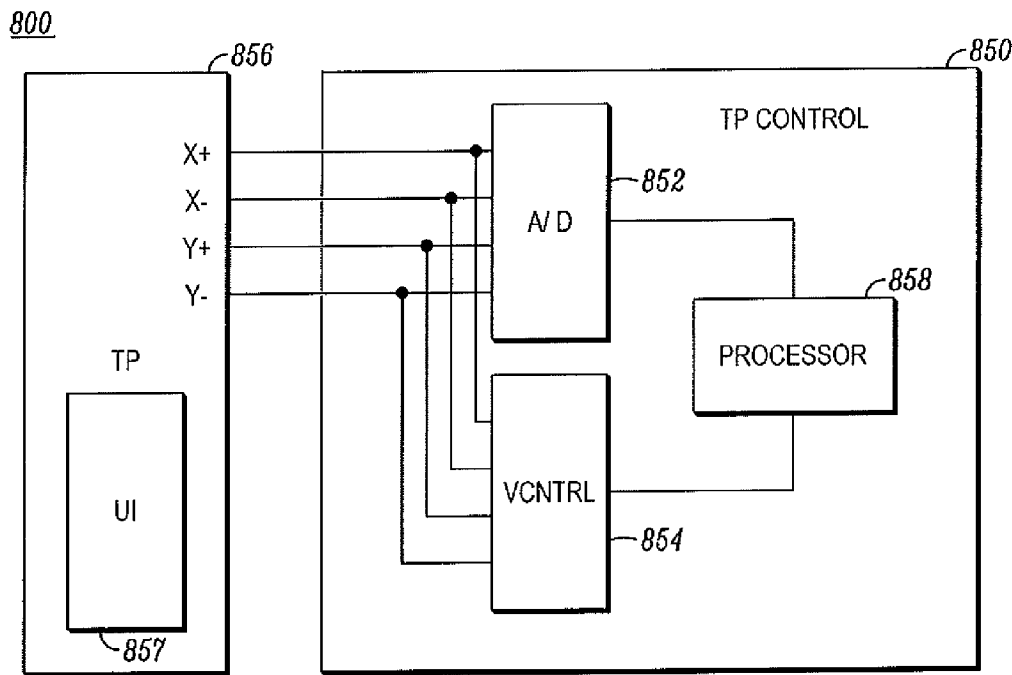 800
856
850
TP CONTROL
X+
X-
Y+
Y-
852
A/D
858
PROCESSOR
TP
UI
VCNTRL
854
857